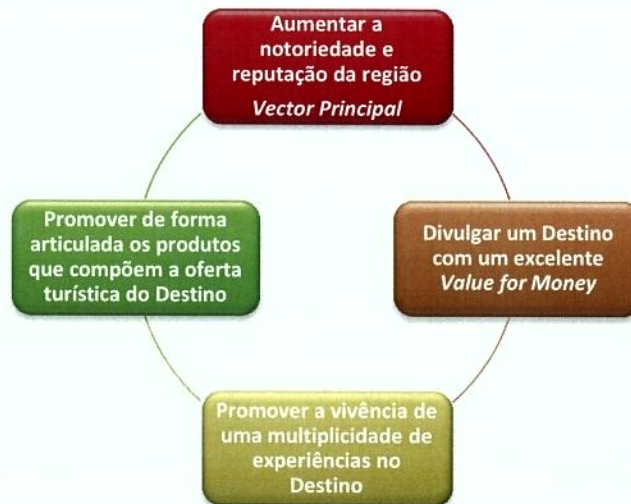 Aumentar a
notoriedade e
reputação da região
Vector Principal
Divulgar um Destino
com um excelente
Value for Money
Promover a vivência de
uma multiplicidade de
experiências no
Destino
Promover de forma
articulada os produtos
que compõem a oferta
turística do Destino